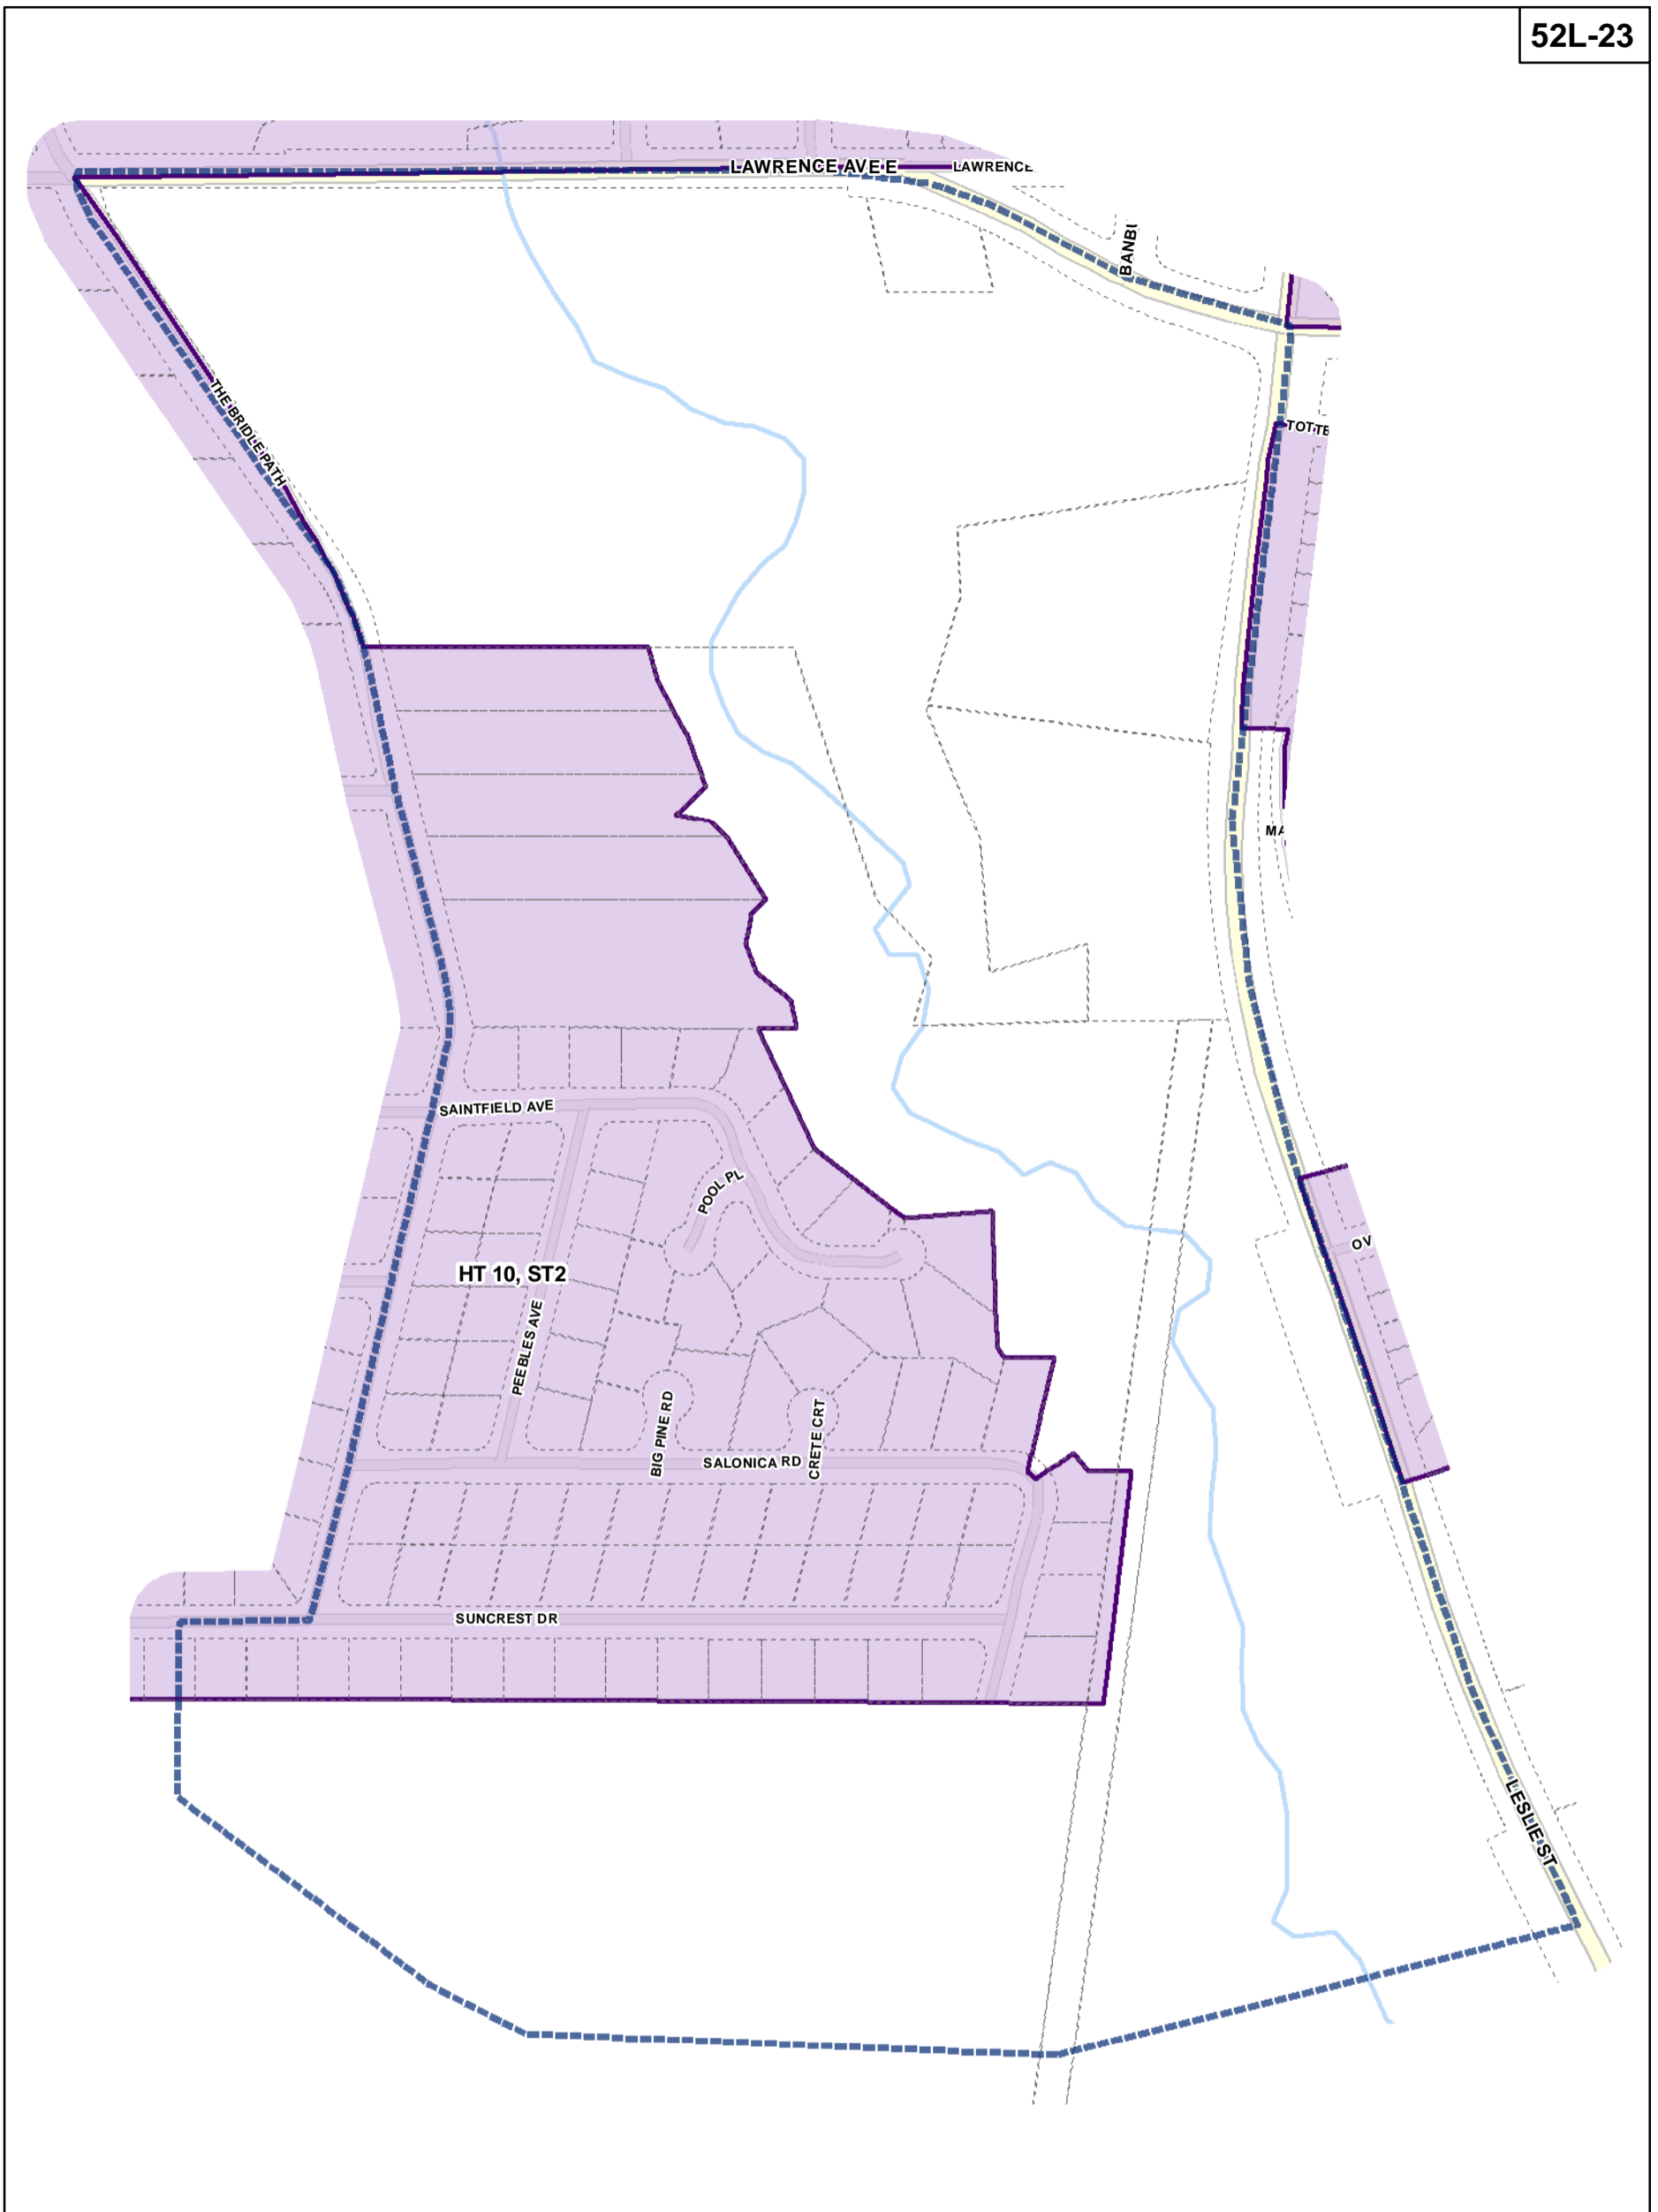 52L-23
LAWRENCE AVE E
LAWRENCE
BANBU
THE BRIDLE PATH
TOTTE
MA
SAINTFIELD AVE
POOL PL
OV
HT 10, ST2
PEEBLES AVE
BIG PINE RD
SALONICA RD
CRETE CRT
SUNCREST DR
LESLIE ST